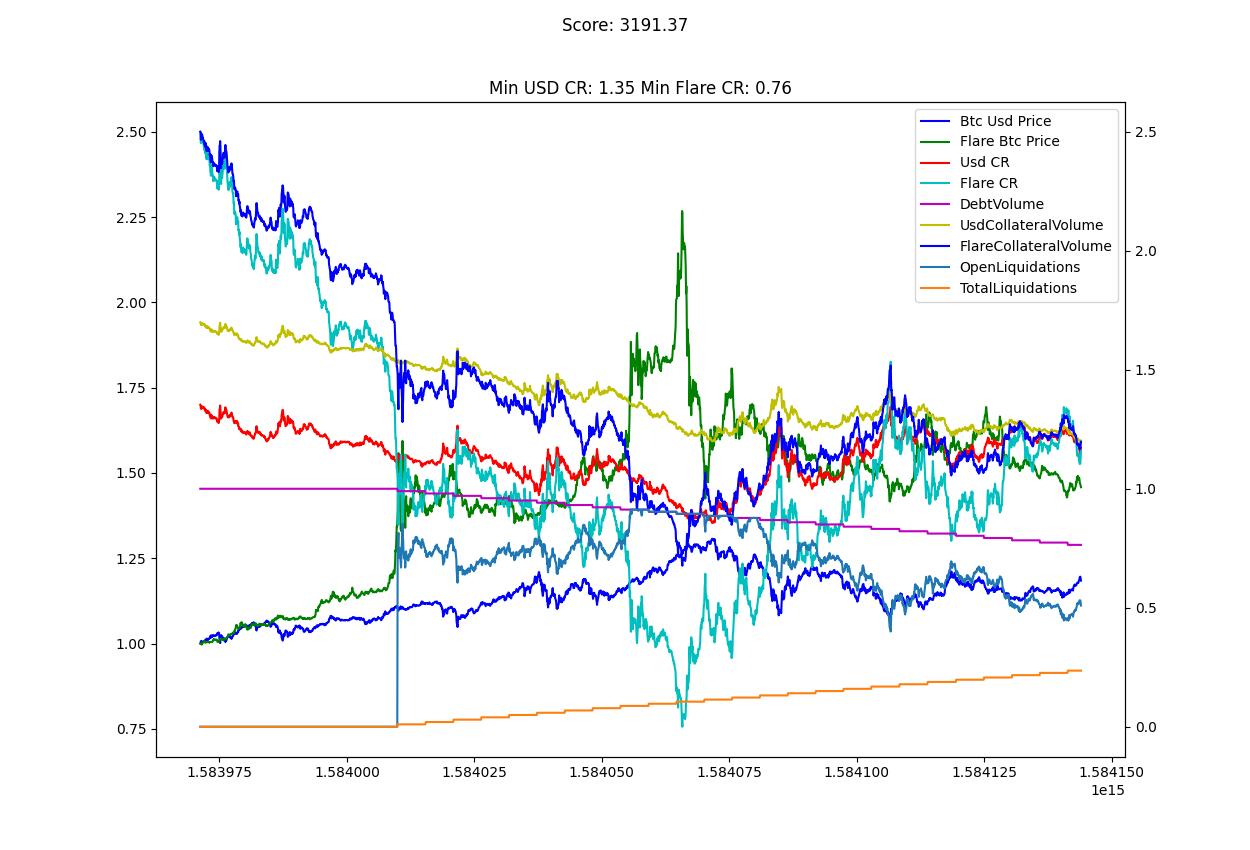 Score: 3191.37
Min USD CR: 1.35 Min Flare CR: 0.76
2.50
2.25
2.00
1.75
1.50
1.25
1.00
0.75
2.5
2.0
1.5
1.0
0.5
0.0
Btc Usd Price
Flare Btc Price
Usd CR
Flare CR
DebtVolume
UsdCollateralVolume
FlareCollateralVolume
OpenLiquidations
TotalLiquidations
1.583975 1.584000 1.584025 1.584050 1.584075 1.584100 1.584125 1.584150
1e15